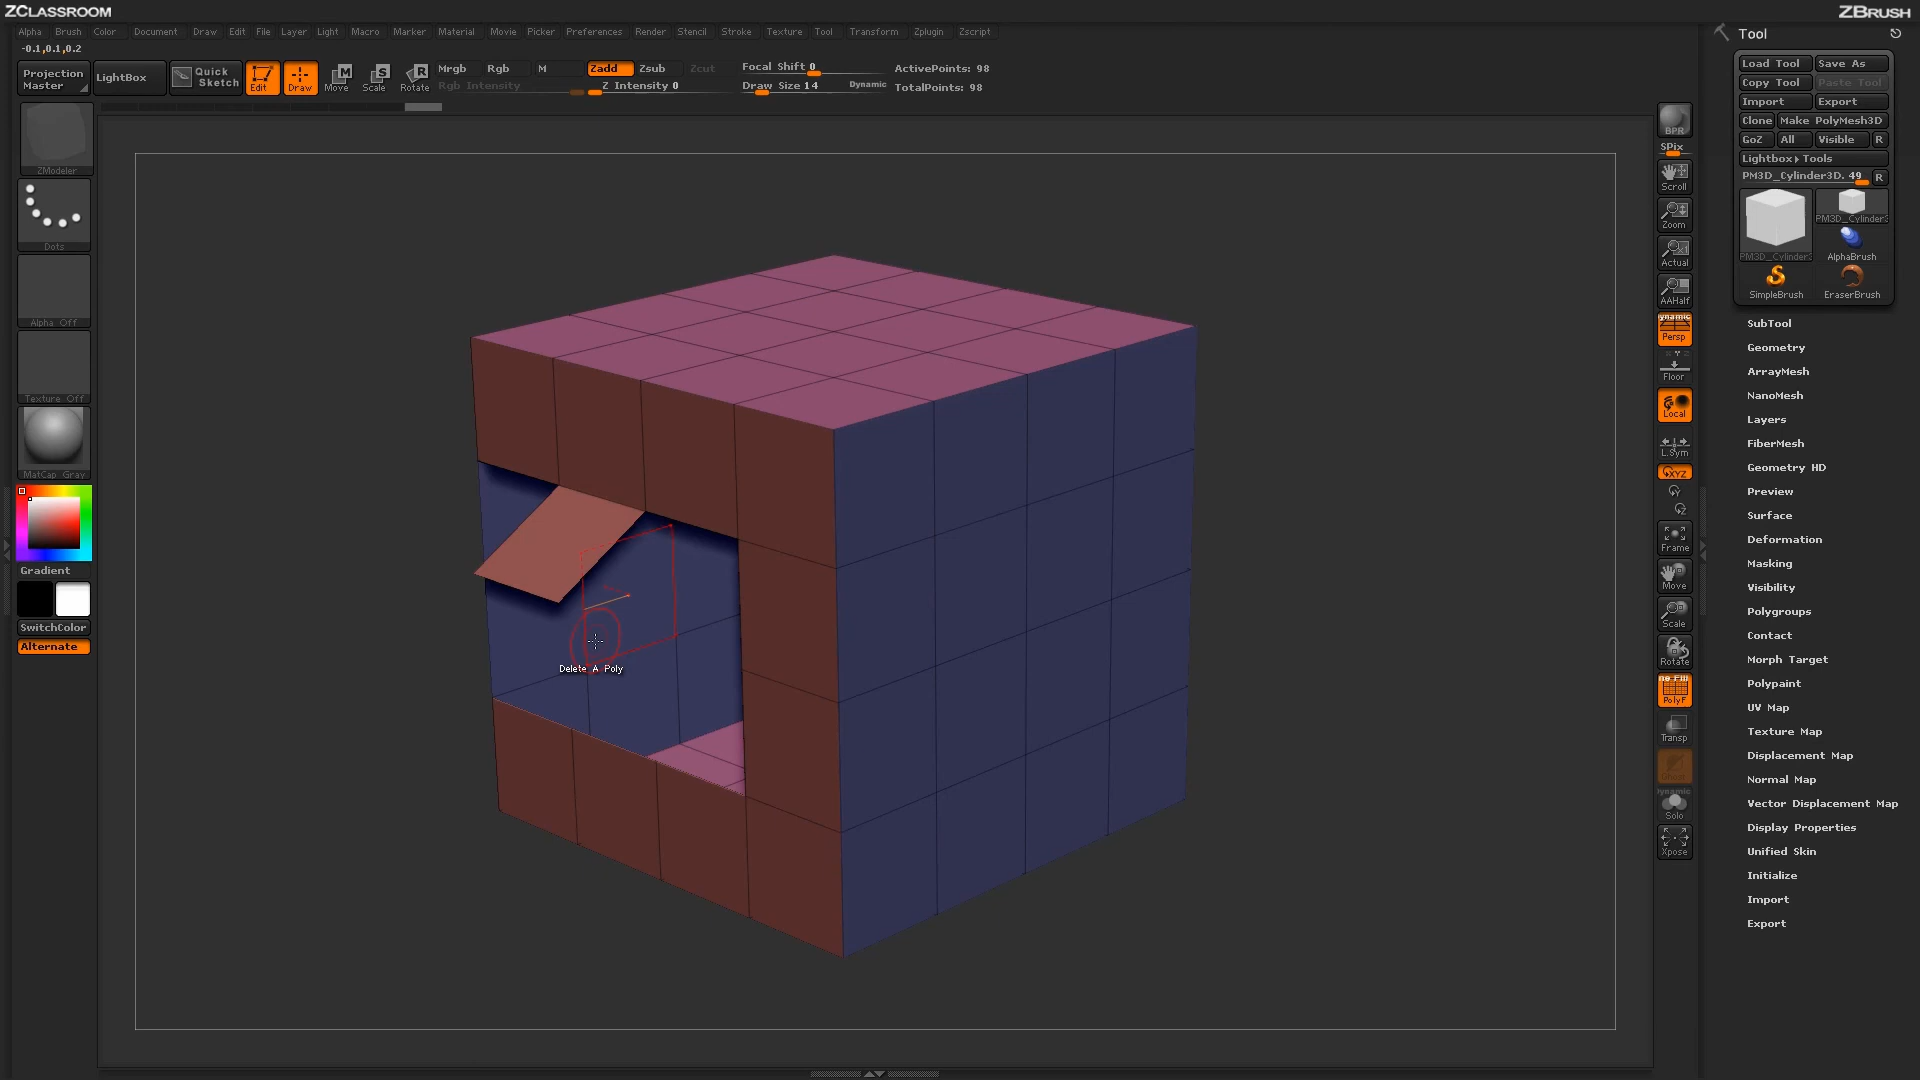 ZCLASSROOM
ZBRUSH
Alpha Brush Color Document Draw Edit File Layer Light Macro Marker Material Movie Picker Preferences Render Stencil Stroke Texture Tool Transform Zplugin Zscript
-0.1,0.1,0.2
Projection Master
LightBox
Quick Sketch
Edit
Draw
Move
Scale
Rotate
Mrgb Rgb M
Rgb Intensity
Zadd Zsub Zcut
Z Intensity 0
Focal Shift 0
Draw Size 14
Dynamic
ActivePoints: 98
TotalPoints: 98
ZModeler
Dots
Alpha Off
Texture Off
MatCap Gray
Gradient
SwitchColor
Alternate
Delete A Poly
BPR
SPix
Scroll
Zoom
Actual
AAHalf
Persp
Floor
Local
L.Sym
XYZ
Frame
Move
Scale
Rotate
PolyF
Transp
Dynamic
Solo
Xpose
Tool
Load Tool Save As
Copy Tool Paste Tool
Import Export
Clone Make PolyMesh3D
GoZ All Visible R
Lightbox▸Tools
PM3D_Cylinder3D. 49 R
PM3D_Cylinder3
PM3D_Cylinder3
AlphaBrush
SimpleBrush
EraserBrush
SubTool
Geometry
ArrayMesh
NanoMesh
Layers
FiberMesh
Geometry HD
Preview
Surface
Deformation
Masking
Visibility
Polygroups
Contact
Morph Target
Polypaint
UV Map
Texture Map
Displacement Map
Normal Map
Vector Displacement Map
Display Properties
Unified Skin
Initialize
Import
Export